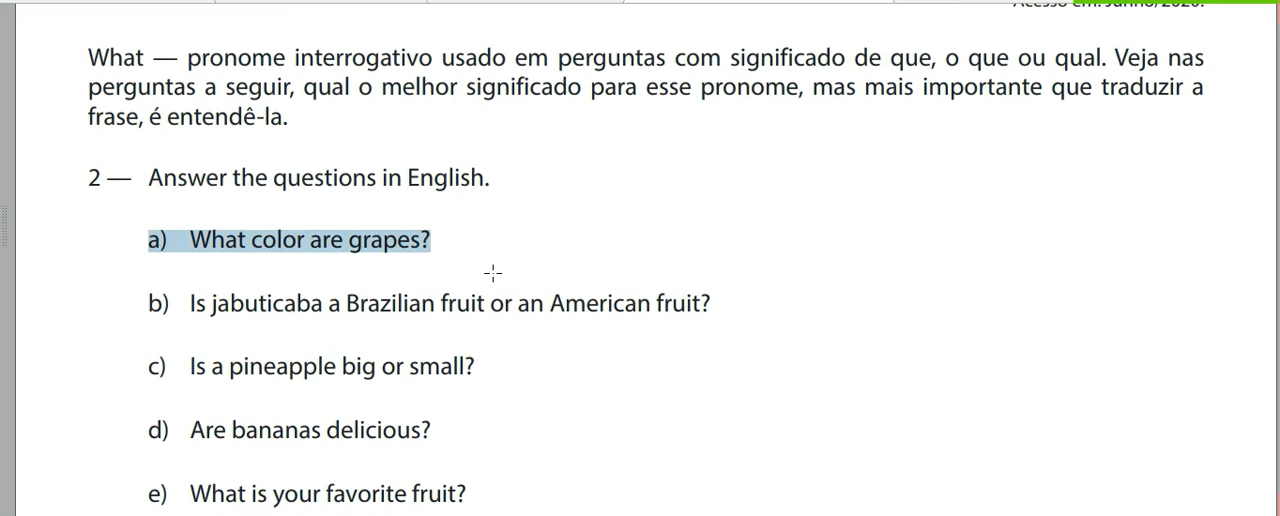 What — pronome interrogativo usado em perguntas com significado de que, o que ou qual. Veja nas
perguntas a seguir, qual o melhor significado para esse pronome, mas mais importante que traduzir a
frase, é entendê-la.
2 — Answer the questions in English.
a) What color are grapes?
b) Is jabuticaba a Brazilian fruit or an American fruit?
c) Is a pineapple big or small?
d) Are bananas delicious?
e) What is your favorite fruit?